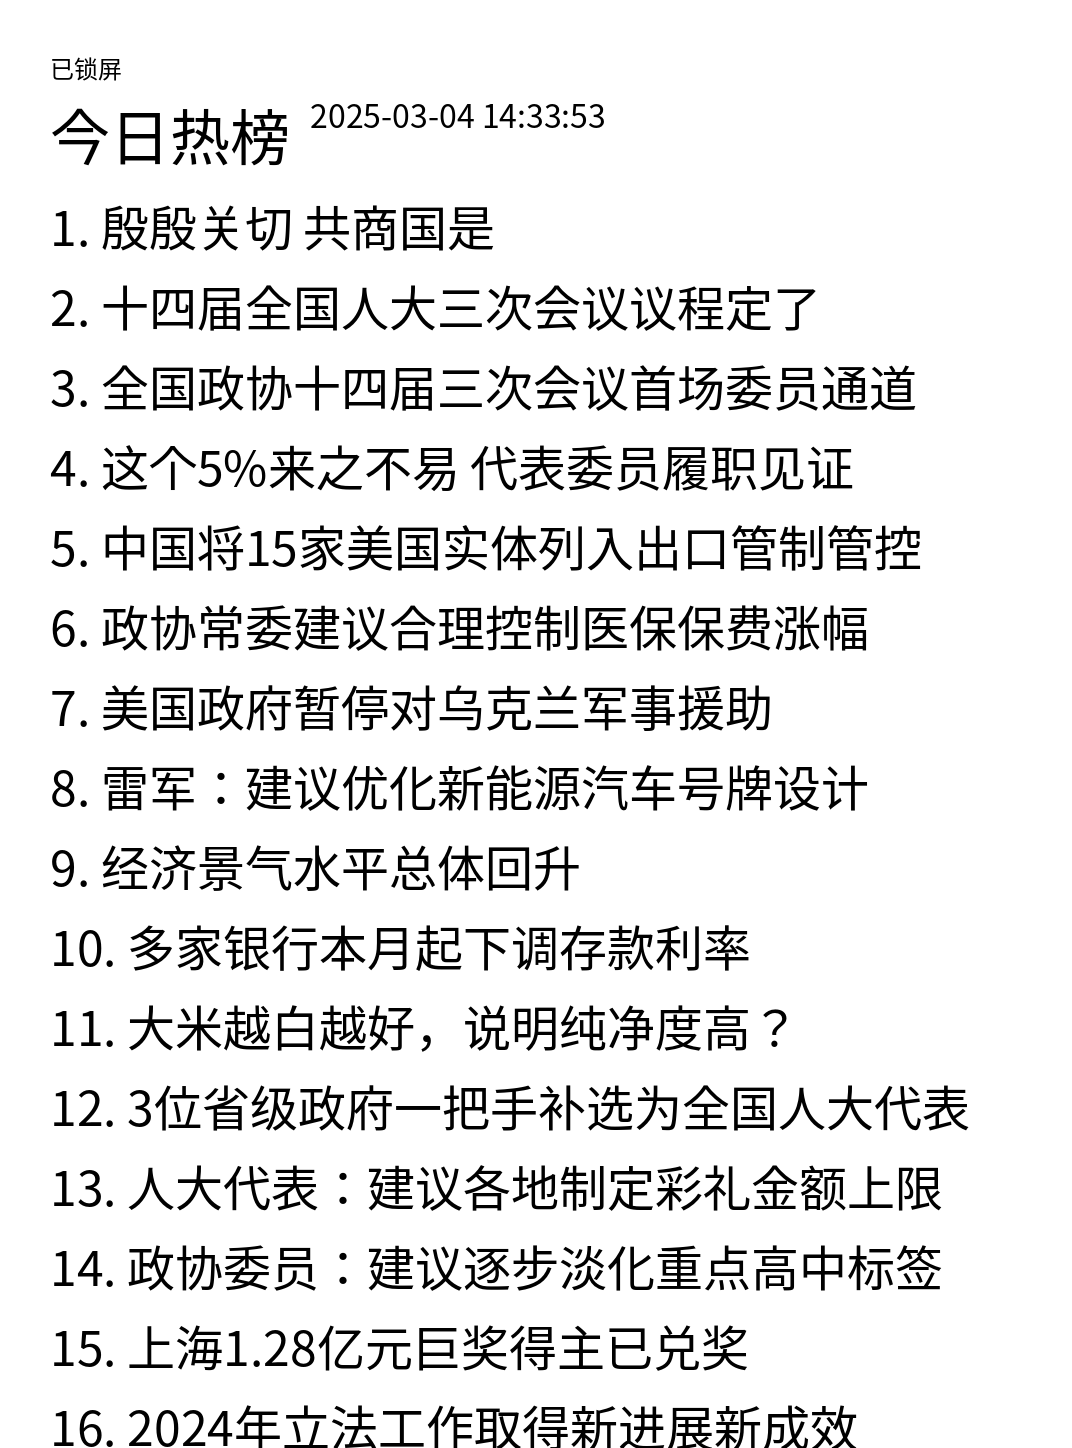 已锁屏
今日热榜 2025-03-04 14:33:53
1. 殷殷关切 共商国是
2. 十四届全国人大三次会议议程定了
3. 全国政协十四届三次会议首场委员通道
4. 这个5%来之不易 代表委员履职见证
5. 中国将15家美国实体列入出口管制管控
6. 政协常委建议合理控制医保保费涨幅
7. 美国政府暂停对乌克兰军事援助
8. 雷军：建议优化新能源汽车号牌设计
9. 经济景气水平总体回升
10. 多家银行本月起下调存款利率
11. 大米越白越好，说明纯净度高？
12. 3位省级政府一把手补选为全国人大代表
13. 人大代表：建议各地制定彩礼金额上限
14. 政协委员：建议逐步淡化重点高中标签
15. 上海1.28亿元巨奖得主已兑奖
16. 2024年立法工作取得新进展新成效